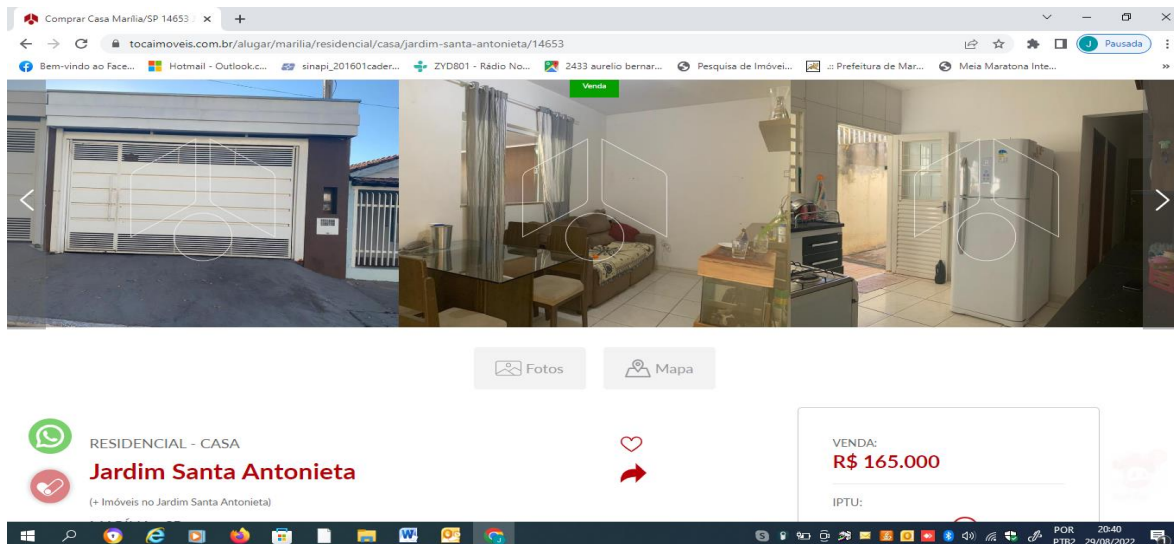 Comprar Casa Marília/SP 14653
tocaimoveis.com.br/alugar/marilia/residencial/casa/jardim-santa-antonieta/14653
J Pausada
Bem-vindo ao Face... Hotmail - Outlook.c... sinapi_201601cader... ZYD801 - Rádio No... 2433 aurelio bernar... Pesquisa de Imóvei... .:: Prefeitura de Mar... Meia Maratona Inte... »
Venda
Fotos Mapa
RESIDENCIAL - CASA
Jardim Santa Antonieta
(+ Imóveis no Jardim Santa Antonieta)
VENDA:
R$ 165.000
IPTU:
POR 20:40
PTB2 29/08/2022